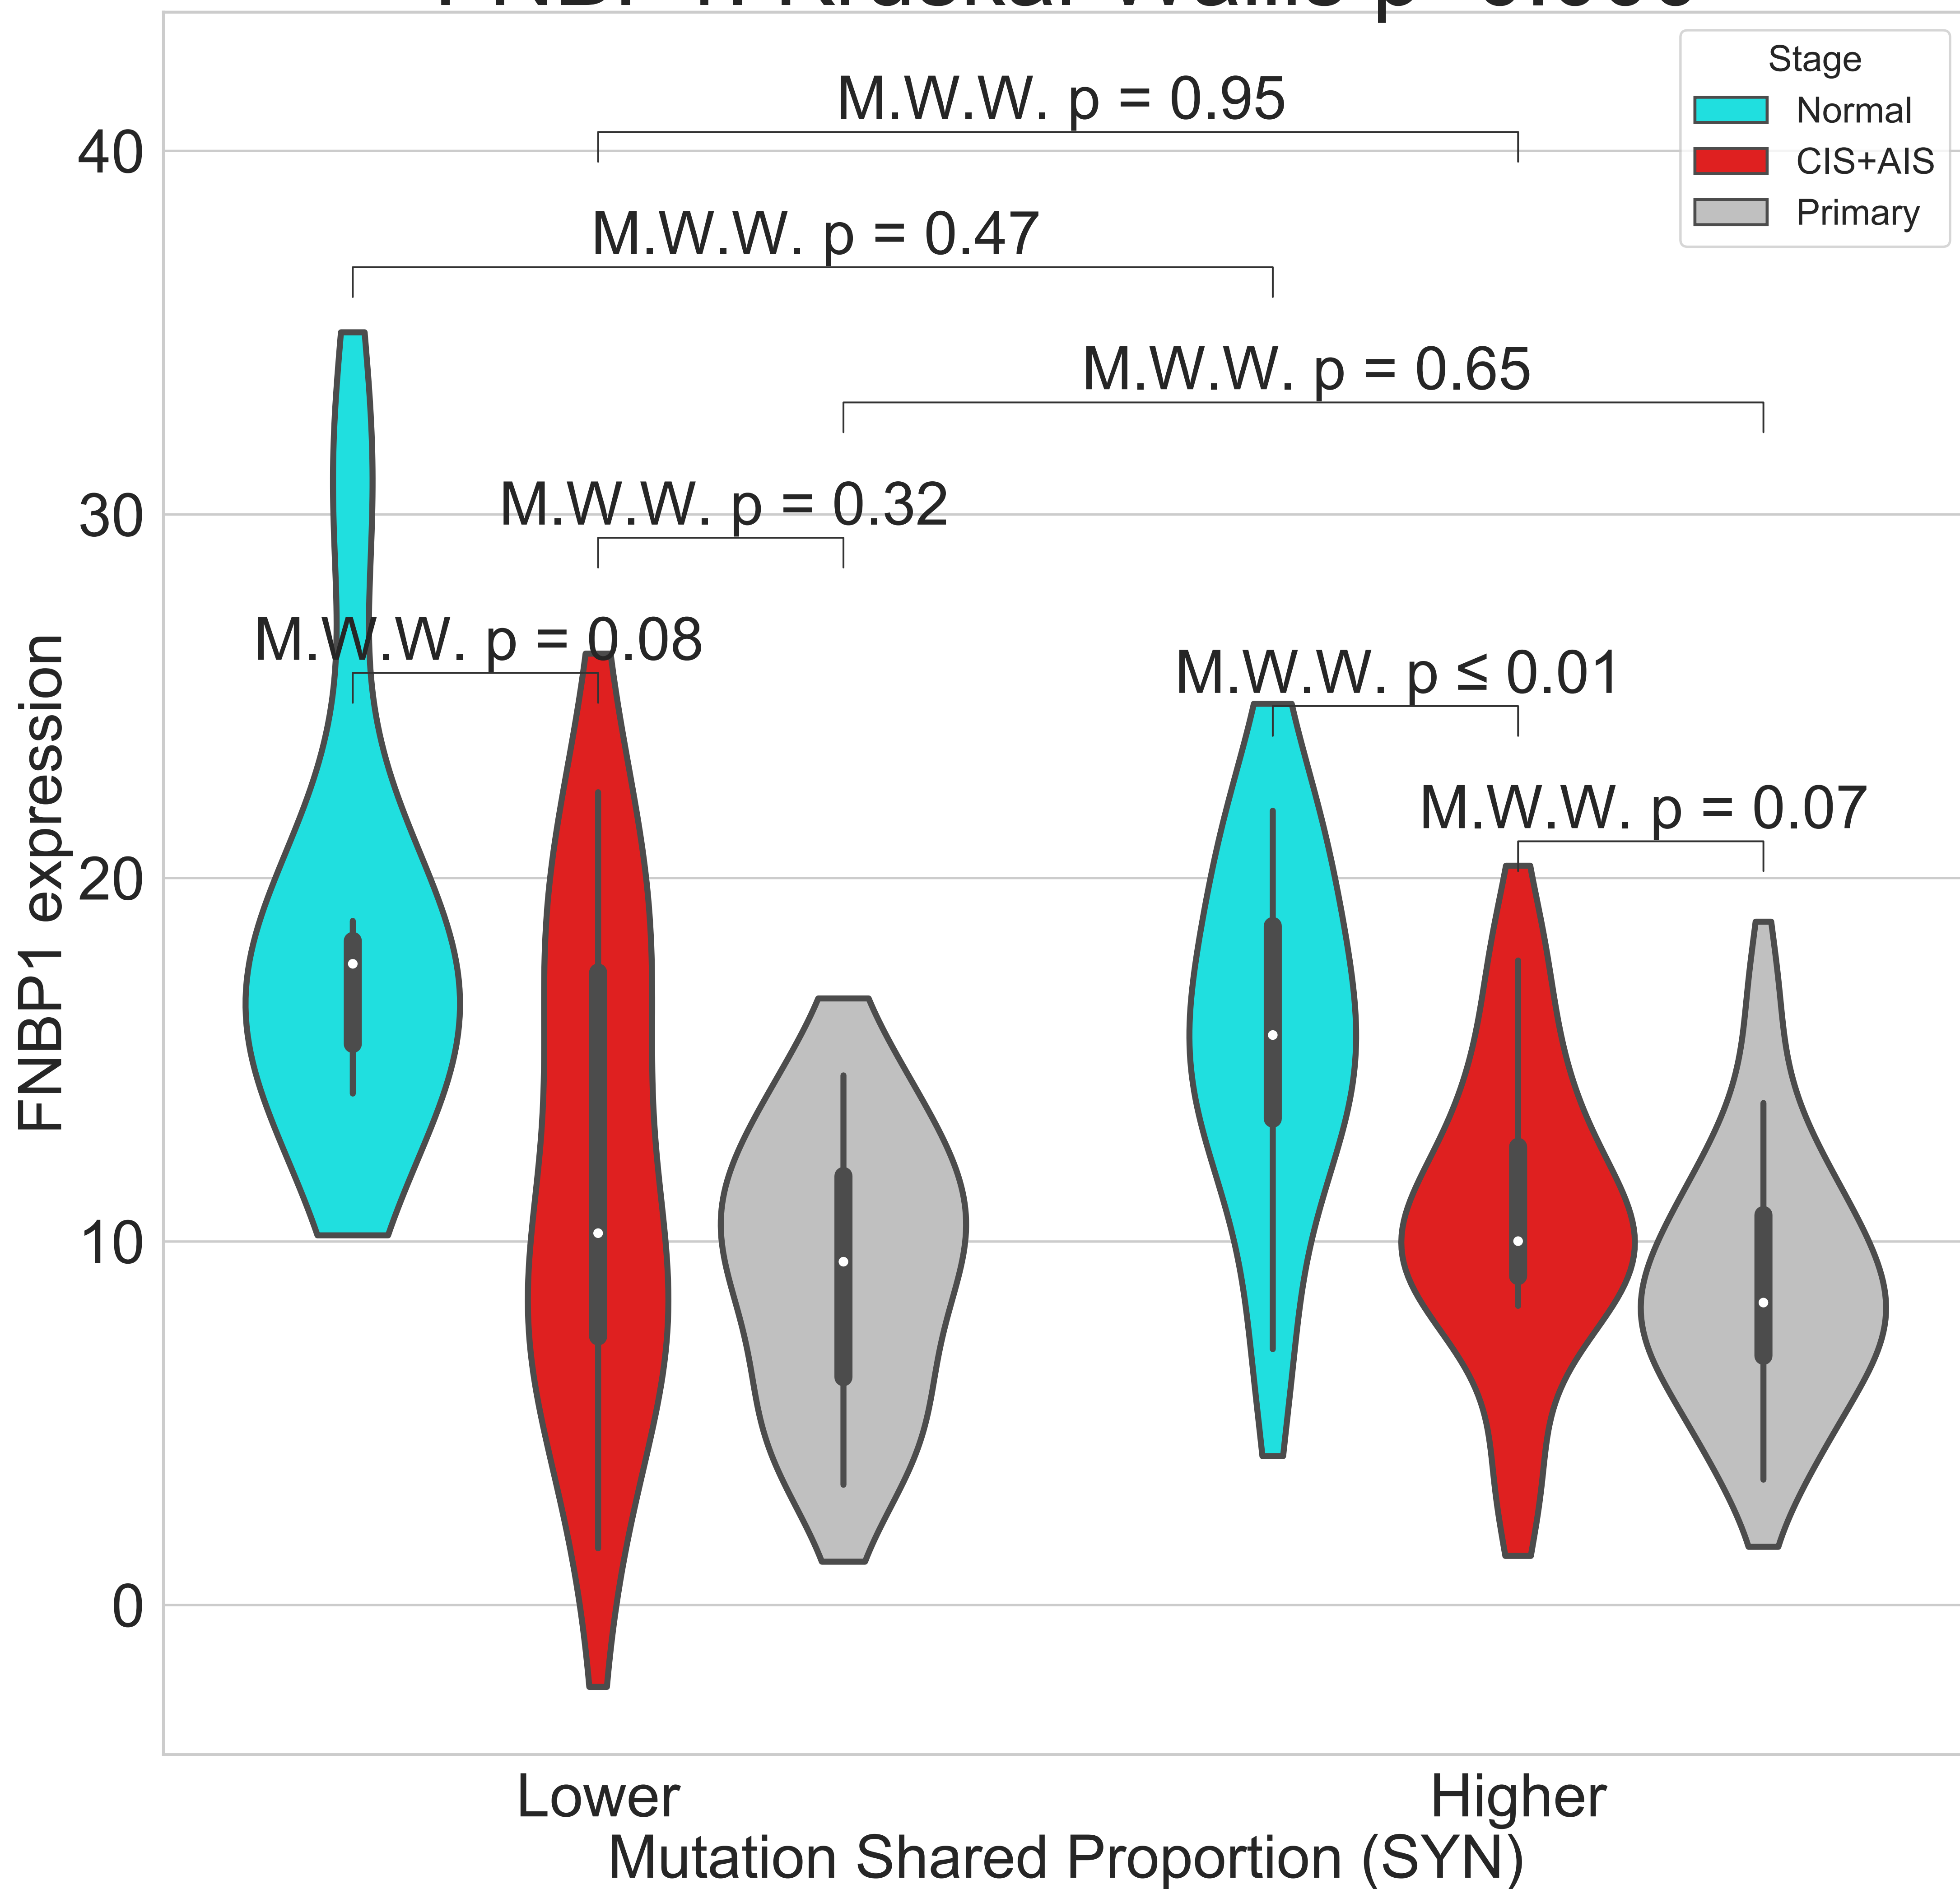 Stage
Normal
CIS+AIS
Primary
M.W.W. p = 0.95
M.W.W. p = 0.47
M.W.W. p = 0.65
M.W.W. p = 0.32
M.W.W. p = 0.08
M.W.W. p ≤ 0.01
M.W.W. p = 0.07
40
30
20
10
0
FNBP1 expression
Lower
Higher
Mutation Shared Proportion (SYN)